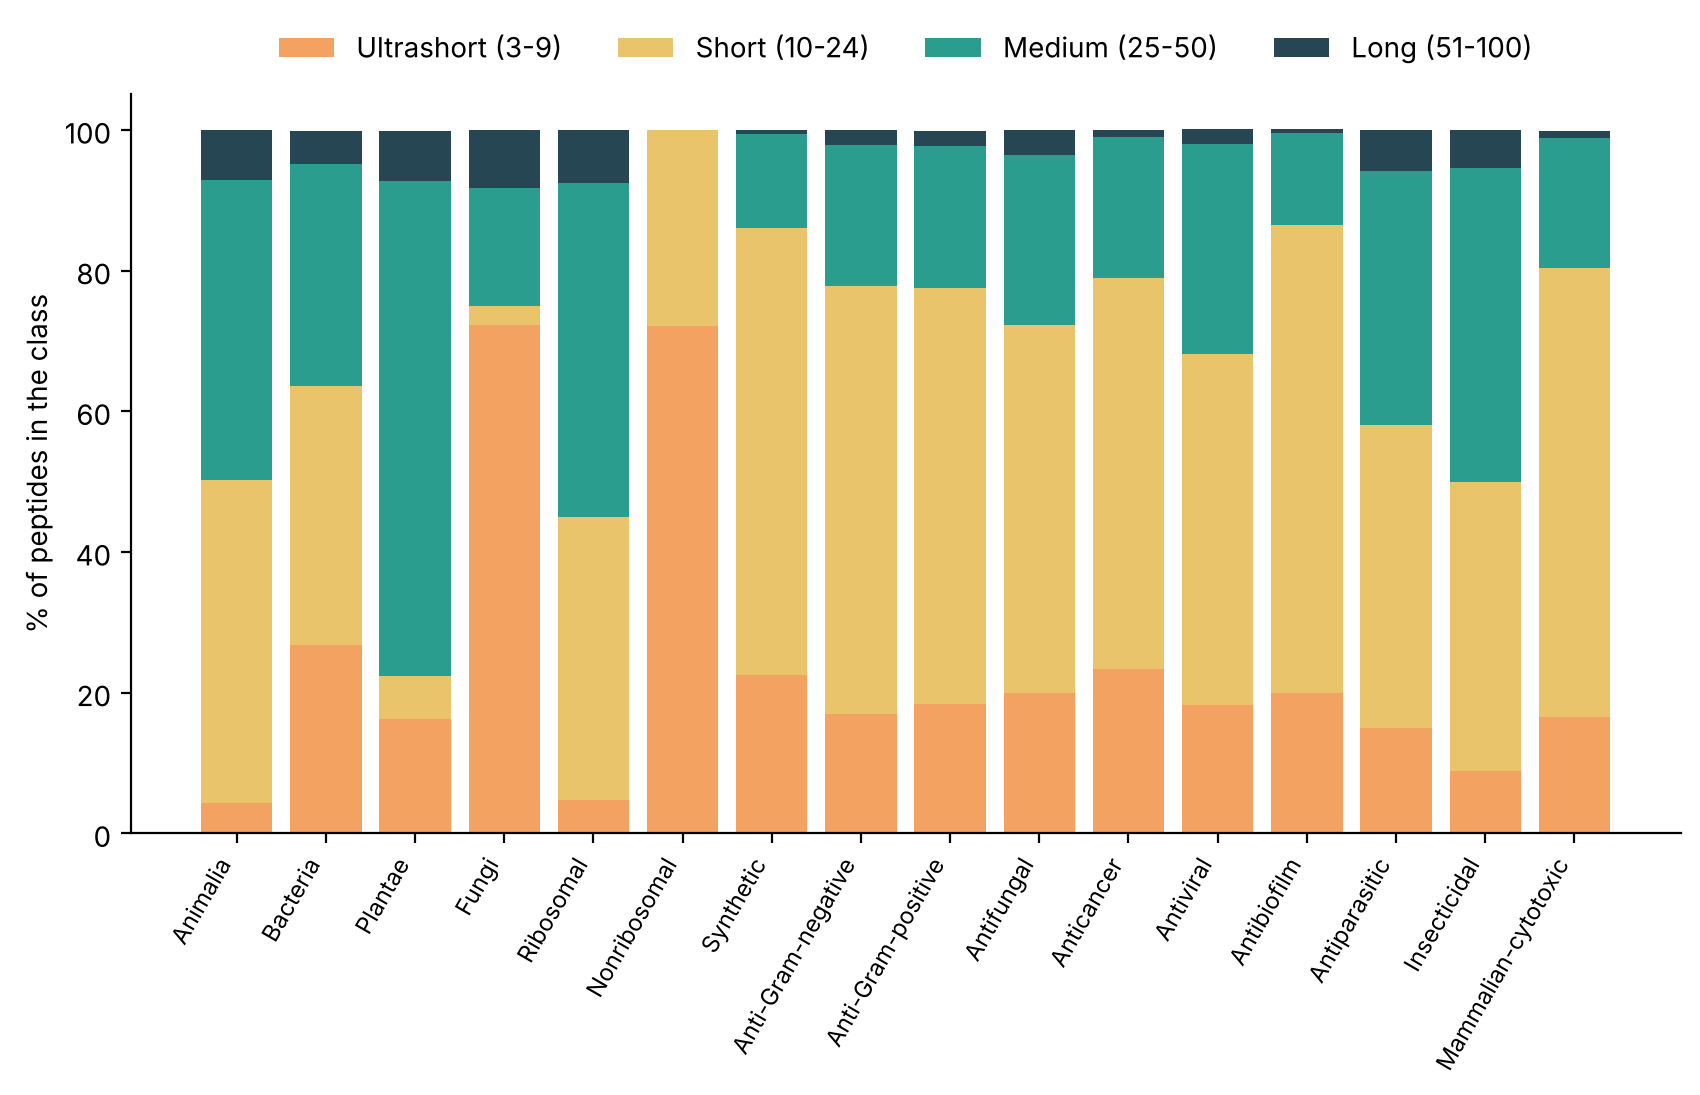 Ultrashort (3-9) Short (10-24) Medium (25-50) Long (51-100)
% of peptides in the class
100
80
60
40
20
0
Animalia
Bacteria
Plantae
Fungi
Ribosomal
Nonribosomal
Synthetic
Anti-Gram-negative
Anti-Gram-positive
Antifungal
Anticancer
Antiviral
Antibiofilm
Antiparasitic
Insecticidal
Mammalian-cytotoxic